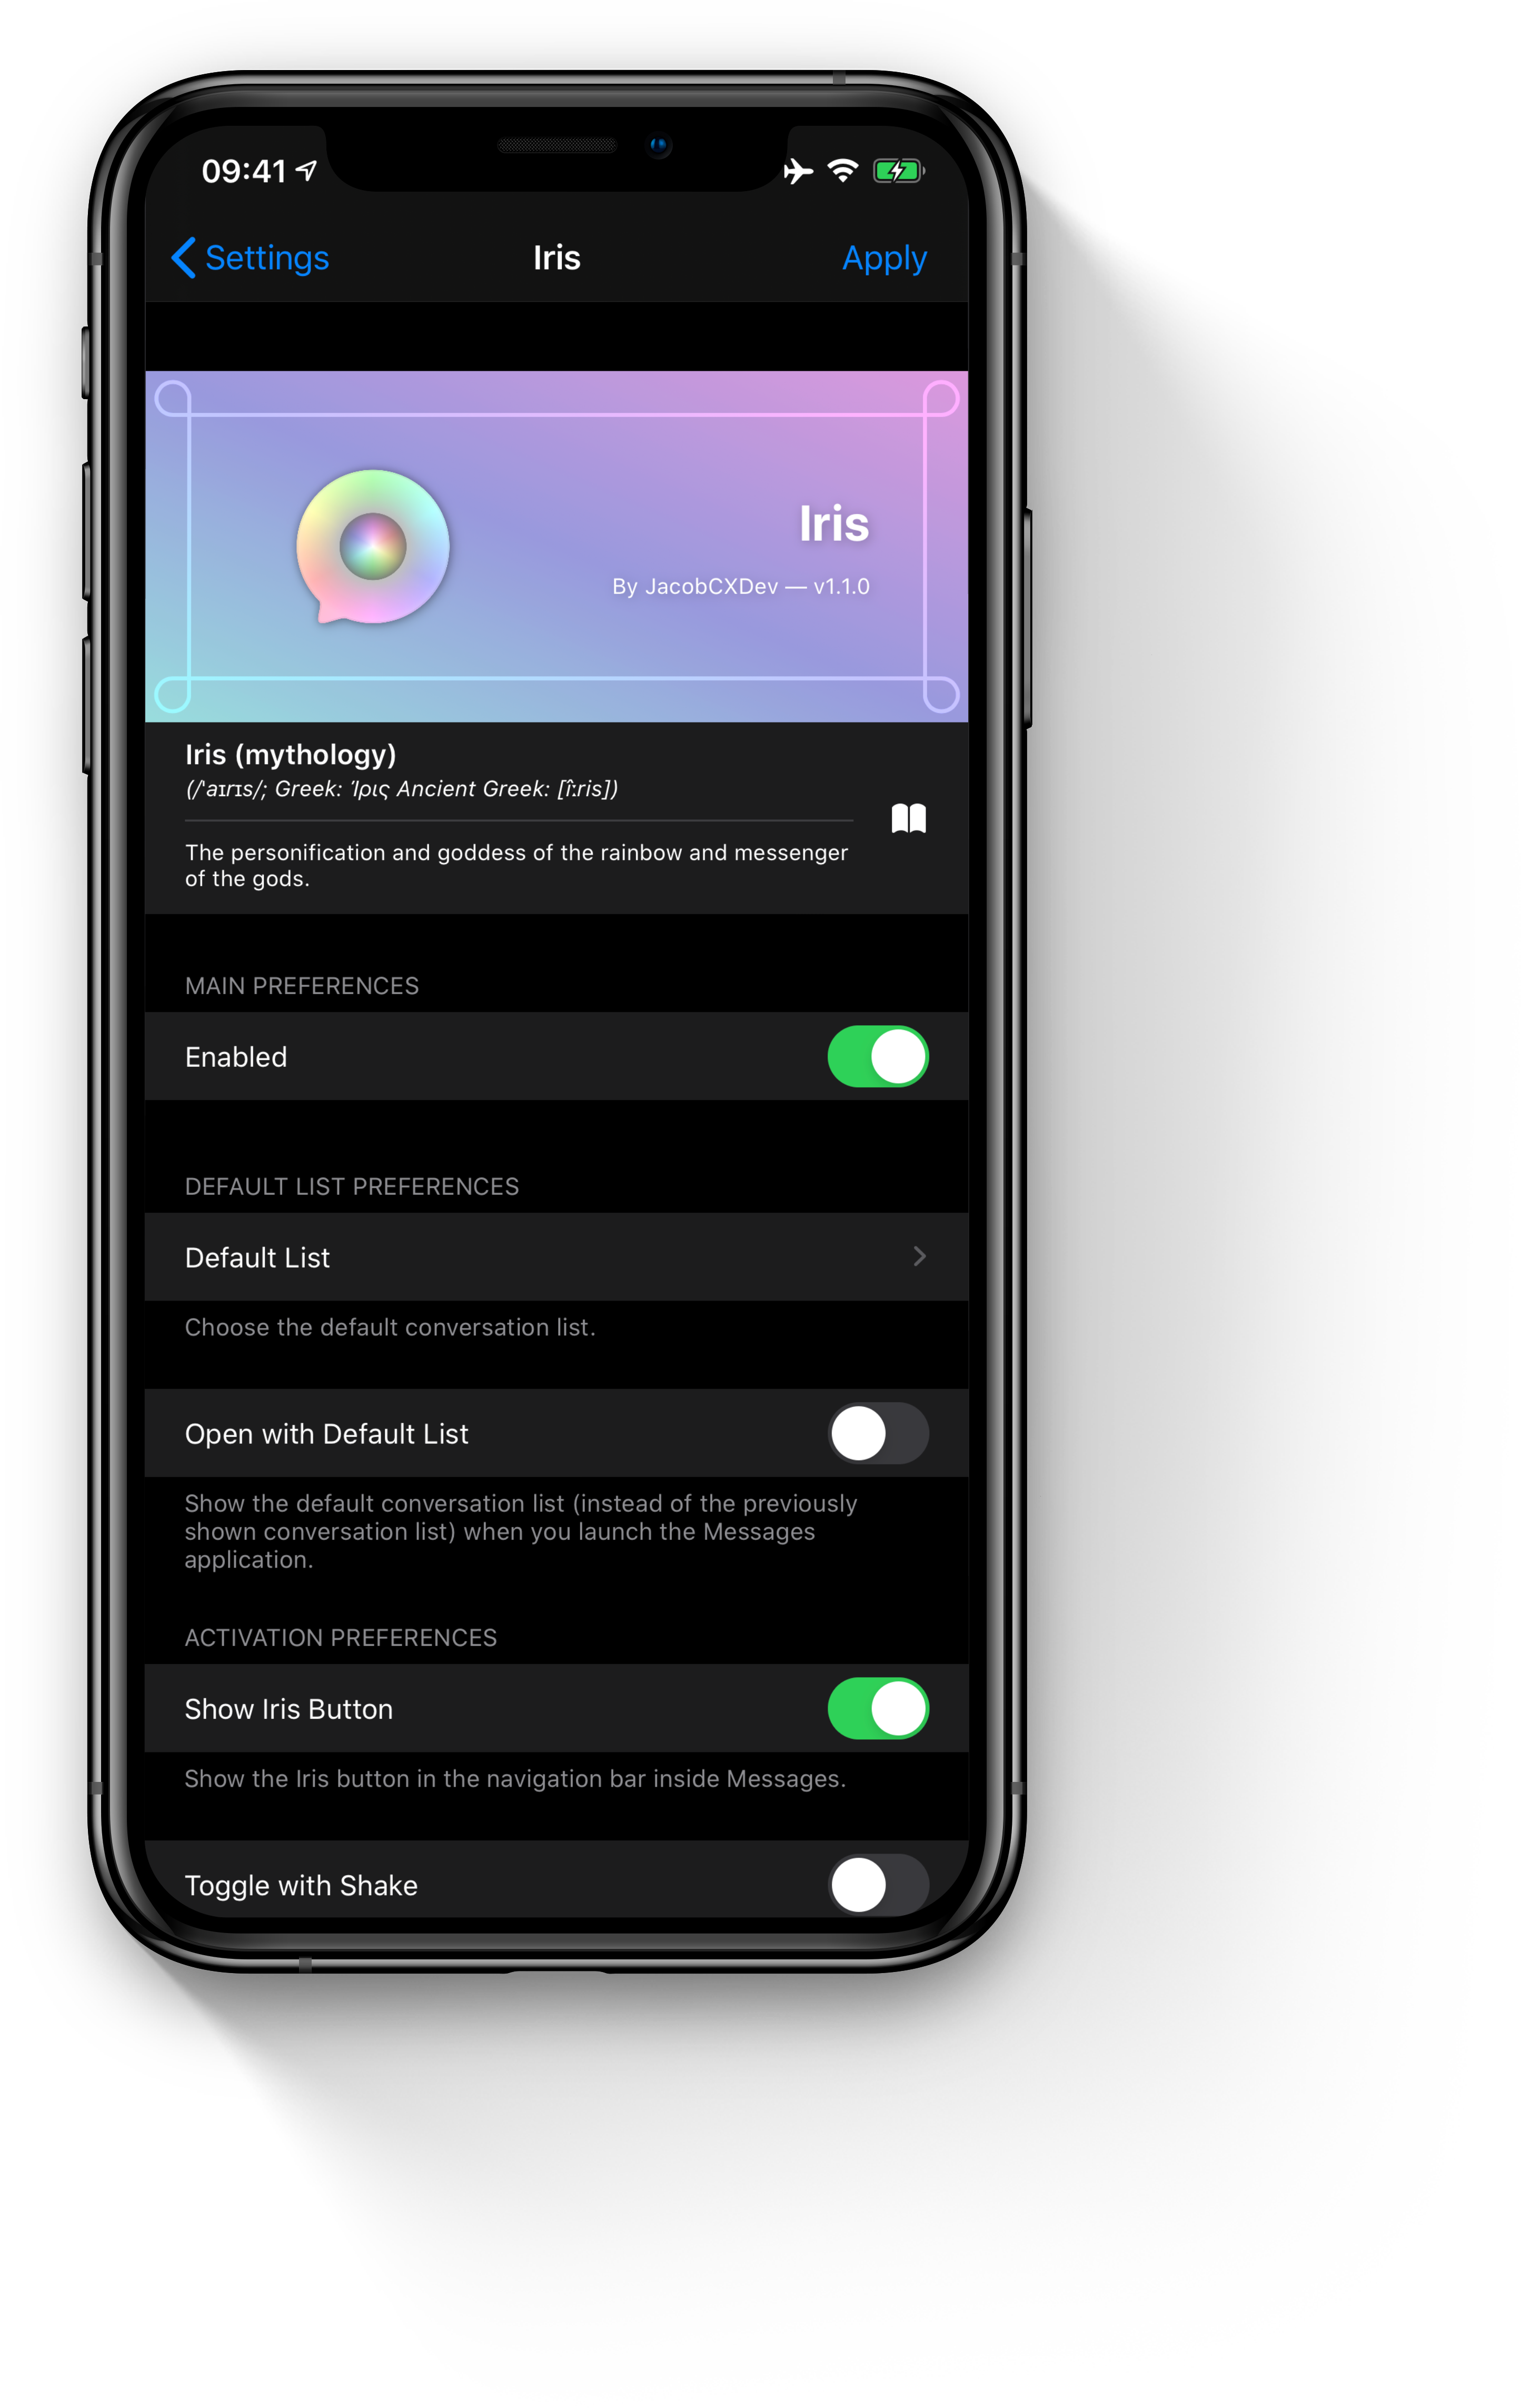 09:41
Settings
Iris
Apply
Iris
By JacobCXDev — v1.1.0
Iris (mythology)
(/ˈaɪrɪs/; Greek: Ἶρις Ancient Greek: [îːris])
The personification and goddess of the rainbow and messenger
of the gods.
MAIN PREFERENCES
Enabled
DEFAULT LIST PREFERENCES
Default List
Choose the default conversation list.
Open with Default List
Show the default conversation list (instead of the previously
shown conversation list) when you launch the Messages
application.
ACTIVATION PREFERENCES
Show Iris Button
Show the Iris button in the navigation bar inside Messages.
Toggle with Shake